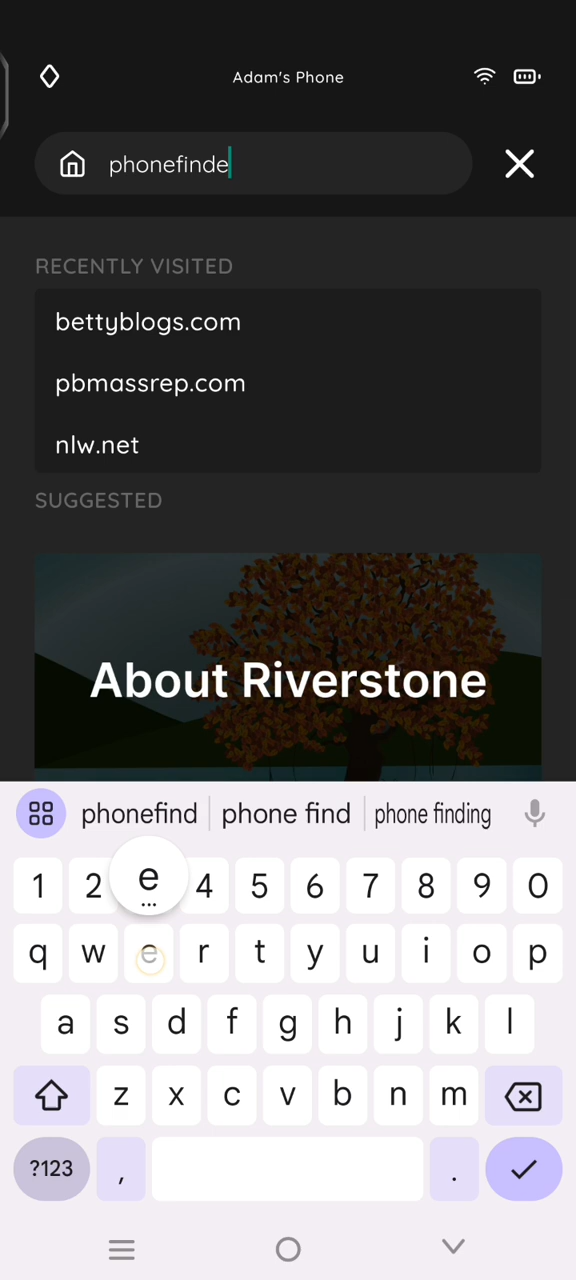 Adam's Phone
phonefinde
RECENTLY VISITED
bettyblogs.com
pbmassrep.com
nlw.net
SUGGESTED
About Riverstone
phonefind phone find phone finding
1 2 e 4 5 6 7 8 9 0
q w e r t y u i o p
a s d f g h j k l
z x c v b n m
?123 , .